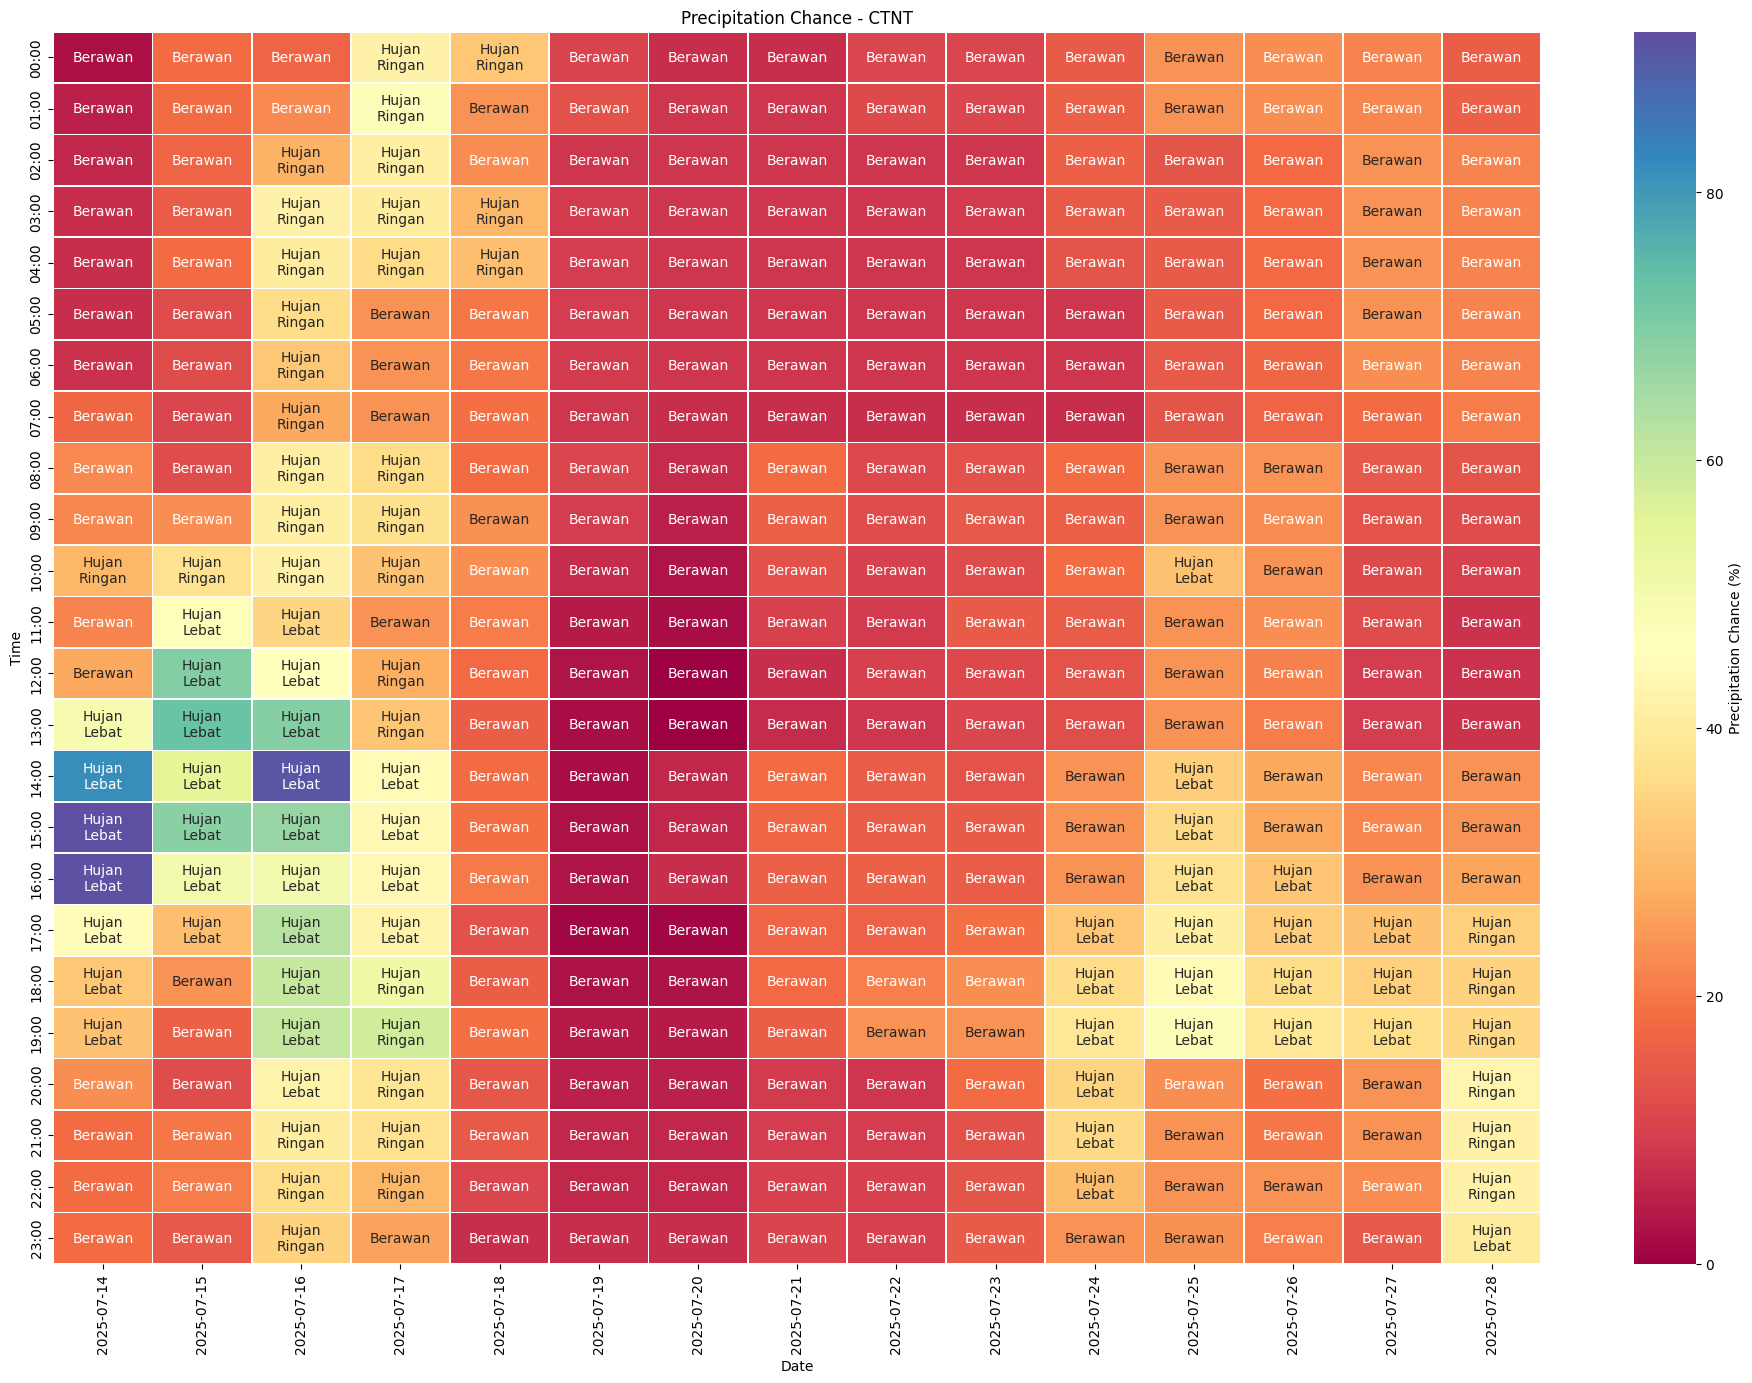 Precipitation Chance - CTNT
00:00 Berawan Berawan Berawan Hujan Ringan Hujan Ringan Berawan Berawan Berawan Berawan Berawan Berawan Berawan Berawan Berawan Berawan
01:00 Berawan Berawan Berawan Hujan Ringan Berawan Berawan Berawan Berawan Berawan Berawan Berawan Berawan Berawan Berawan Berawan
02:00 Berawan Berawan Hujan Ringan Hujan Ringan Berawan Berawan Berawan Berawan Berawan Berawan Berawan Berawan Berawan Berawan Berawan
03:00 Berawan Berawan Hujan Ringan Hujan Ringan Hujan Ringan Berawan Berawan Berawan Berawan Berawan Berawan Berawan Berawan Berawan Berawan
04:00 Berawan Berawan Hujan Ringan Hujan Ringan Hujan Ringan Berawan Berawan Berawan Berawan Berawan Berawan Berawan Berawan Berawan Berawan
05:00 Berawan Berawan Hujan Ringan Berawan Berawan Berawan Berawan Berawan Berawan Berawan Berawan Berawan Berawan Berawan Berawan
06:00 Berawan Berawan Hujan Ringan Berawan Berawan Berawan Berawan Berawan Berawan Berawan Berawan Berawan Berawan Berawan Berawan
07:00 Berawan Berawan Hujan Ringan Berawan Berawan Berawan Berawan Berawan Berawan Berawan Berawan Berawan Berawan Berawan Berawan
08:00 Berawan Berawan Hujan Ringan Hujan Ringan Berawan Berawan Berawan Berawan Berawan Berawan Berawan Berawan Berawan Berawan Berawan
09:00 Berawan Berawan Hujan Ringan Hujan Ringan Berawan Berawan Berawan Berawan Berawan Berawan Berawan Berawan Berawan Berawan Berawan
10:00 Hujan Ringan Hujan Ringan Hujan Ringan Hujan Ringan Berawan Berawan Berawan Berawan Berawan Berawan Berawan Hujan Lebat Berawan Berawan Berawan
11:00 Berawan Hujan Lebat Hujan Lebat Berawan Berawan Berawan Berawan Berawan Berawan Berawan Berawan Berawan Berawan Berawan Berawan
12:00 Berawan Hujan Lebat Hujan Lebat Hujan Ringan Berawan Berawan Berawan Berawan Berawan Berawan Berawan Berawan Berawan Berawan Berawan
13:00 Hujan Lebat Hujan Lebat Hujan Lebat Hujan Ringan Berawan Berawan Berawan Berawan Berawan Berawan Berawan Berawan Berawan Berawan Berawan
14:00 Hujan Lebat Hujan Lebat Hujan Lebat Hujan Lebat Berawan Berawan Berawan Berawan Berawan Berawan Berawan Hujan Lebat Berawan Berawan Berawan
15:00 Hujan Lebat Hujan Lebat Hujan Lebat Hujan Lebat Berawan Berawan Berawan Berawan Berawan Berawan Berawan Hujan Lebat Berawan Berawan Berawan
16:00 Hujan Lebat Hujan Lebat Hujan Lebat Hujan Lebat Berawan Berawan Berawan Berawan Berawan Berawan Berawan Hujan Lebat Hujan Lebat Berawan Berawan
17:00 Hujan Lebat Hujan Lebat Hujan Lebat Hujan Lebat Berawan Berawan Berawan Berawan Berawan Berawan Hujan Lebat Hujan Lebat Hujan Lebat Hujan Lebat Hujan Ringan
18:00 Hujan Lebat Berawan Hujan Lebat Hujan Ringan Berawan Berawan Berawan Berawan Berawan Berawan Hujan Lebat Hujan Lebat Hujan Lebat Hujan Lebat Hujan Ringan
19:00 Hujan Lebat Berawan Hujan Lebat Hujan Ringan Berawan Berawan Berawan Berawan Berawan Berawan Hujan Lebat Hujan Lebat Hujan Lebat Hujan Lebat Hujan Ringan
20:00 Berawan Berawan Hujan Lebat Hujan Ringan Berawan Berawan Berawan Berawan Berawan Berawan Hujan Lebat Berawan Berawan Berawan Hujan Ringan
21:00 Berawan Berawan Hujan Ringan Hujan Ringan Berawan Berawan Berawan Berawan Berawan Berawan Hujan Lebat Berawan Berawan Berawan Hujan Ringan
22:00 Berawan Berawan Hujan Ringan Hujan Ringan Berawan Berawan Berawan Berawan Berawan Berawan Hujan Lebat Berawan Berawan Berawan Hujan Ringan
23:00 Berawan Berawan Hujan Ringan Berawan Berawan Berawan Berawan Berawan Berawan Berawan Berawan Berawan Berawan Berawan Hujan Lebat
Time
2025-07-14 2025-07-15 2025-07-16 2025-07-17 2025-07-18 2025-07-19 2025-07-20 2025-07-21 2025-07-22 2025-07-23 2025-07-24 2025-07-25 2025-07-26 2025-07-27 2025-07-28
Date
80
60
40
20
0
Precipitation Chance (%)